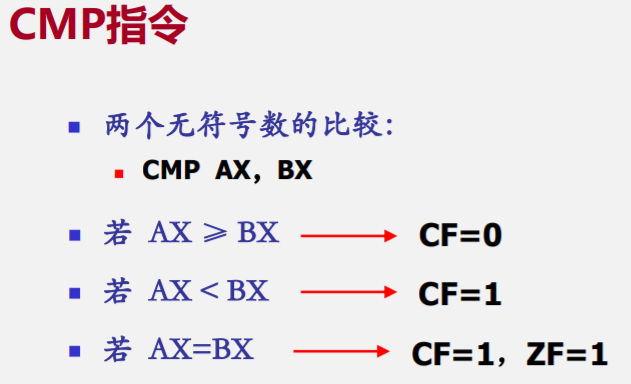 CMP指令
两个无符号数的比较:
CMP AX，BX
若 AX ⩾ BX CF=0
若 AX < BX CF=1
若 AX=BX CF=1，ZF=1